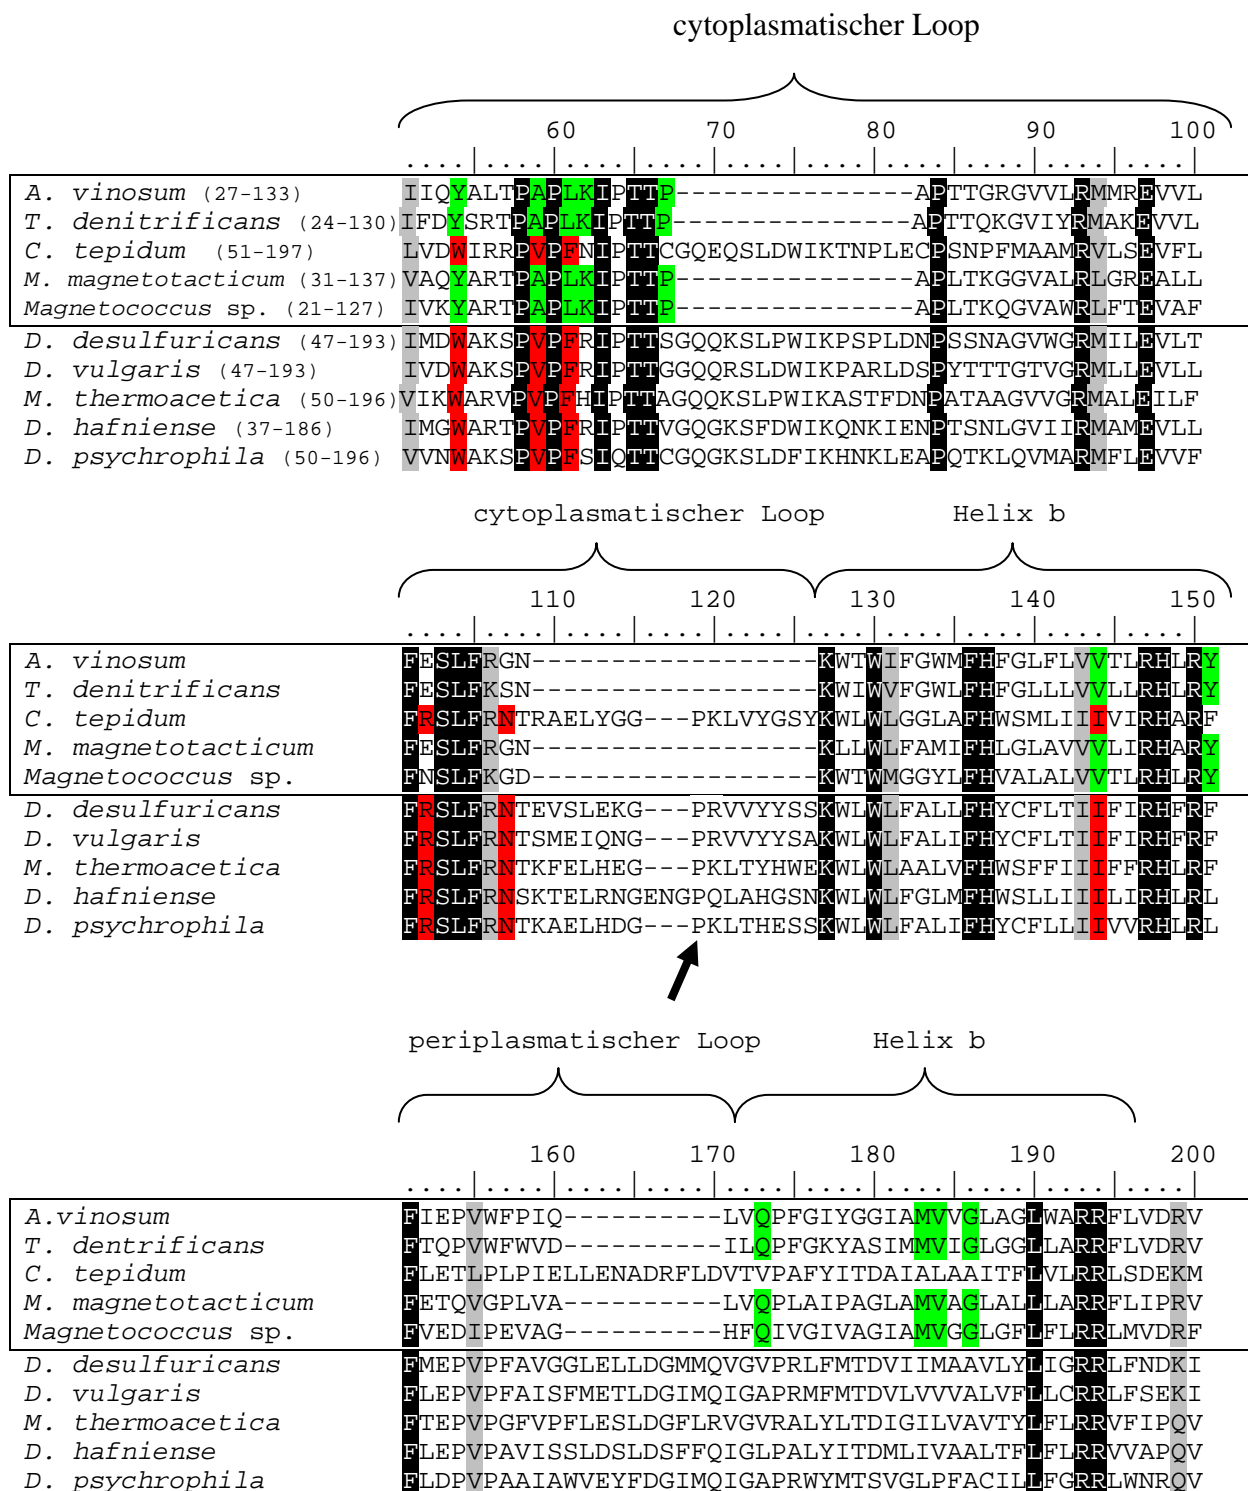 cytoplasmatischer Loop
60 70 80 90 100
....|....|....|....|....|....|....|....|....|....|
A. vinosum (27-133) IIQYALTPAPLKIPTTP---------------APTTGRGVVLRMMREVVL
T. denitrificans (24-130) IFDYSRTPAPLKIPTTP---------------APTTQKGVIYRMAKEVVL
C. tepidum (51-197) LVDWIRRPVPFNIPTTCGQEQSLDWIKTNPLECPSNPFMAAMRVLSEVFL
M. magnetotacticum (31-137) VAQYARTPAPLKIPTTP---------------APLTKGGVALRLGREALL
Magnetococcus sp. (21-127) IVKYARTPAPLKIPTTP---------------APLTKQGVAWRLFTEVAF
D. desulfuricans (47-193) IMDWAKSPVPFRIPTTSGQQKSLPWIKPSPLDNPSSNAGVWGRMILEVLT
D. vulgaris (47-193) IVDWAKSPVPFRIPTTGGQQRSLDWIKPARLDSPYTTTGTVGRMLLEVLL
M. thermoacetica (50-196) VIKWARVPVPFHIPTTAGQQKSLPWIKASTFDNPATAAGVVGRMALEILF
D. hafniense (37-186) IMGWARTPVPFRIPTTVGQGKSFDWIKQNKIENPTSNLGVIIRMAMEVLL
D. psychrophila (50-196) VVNWAKSPVPFSIQTTCGQGKSLDFIKHNKLEAPQTKLQVMARMFLEVVF
cytoplasmatischer Loop Helix b
110 120 130 140 150
....|....|....|....|....|....|....|....|....|....|.
A. vinosum FESLFRGN------------------KWTWIFGWMFHFGLFLVVTLRHLRY
T. denitrificans FESLFKSN------------------KWIWVFGWLFHFGLLLVVLLRHLRY
C. tepidum FRSLFRNTRAELYGG---PKLVYGSYKWLWLGGLAFHWSMLIIIVIRHARF
M. magnetotacticum FESLFRGN------------------KLLWLFAMIFHLGLAVVVLIRHARY
Magnetococcus sp. FNSLFKGD------------------KWTWMGGYLFHVALALVVTLRHLRY
D. desulfuricans FRSLFRNTEVSLEKG---PRVVYYSSKWLWLFALLFHYCFLTIIFIRHFRF
D. vulgaris FRSLFRNTSMEIQNG---PRVVYYSAKWLWLFALIFHYCFLTIIFIRHFRF
M. thermoacetica FRSLFRNTKFELHEG---PKLTYHWEKWLWLAALVFHWSFFIIIFFRHLRF
D. hafniense FRSLFRNSKTELRNGENGPQLAHGSNKWLWLFGLMFHWSLLIIILIRHLRL
D. psychrophila FRSLFRNTKAELHDG---PKLTHESSKWLWLFALIFHYCFLLIIVVRHLRL
periplasmatischer Loop Helix b
160 170 180 190 200
....|....|....|....|....|....|....|....|....|....|
A.vinosum FIEPVWFPIQ----------LVQPFGIYGGIAMVVGLAGLWARRFLVDRV
T. dentrificans FTQPVWFWVD----------ILQPFGKYASIMMVIGLGGLLARRFLVDRV
C. tepidum FLETLPLPIELLENADRFLDVTVPAFYITDAIALAAITFLVLRRLSDEKM
M. magnetotacticum FETQVGPLVA----------LVQPLAIPAGLAMVAGLALLLARRFLIPRV
Magnetococcus sp. FVEDIPEVAG----------HFQIVGIVAGIAMVGGLGFLFLRRLMVDRF
D. desulfuricans FMEPVPFAVGGLELLDGMMQVGVPRLFMTDVIIMAAVLYLIGRRLFNDKI
D. vulgaris FLEPVPFAISFMETLDGIMQIGAPRMFMTDVLVVVALVFLLCRRLFSEKI
M. thermoacetica FTEPVPGFVPFLESLDGFLRVGVRALYLTDIGILVAVTYLFLRRVFIPQV
D. hafniense FLEPVPAVISSLDSLDSFFQIGLPALYITDMLIVAALTFLFLRRVVAPQV
D. psychrophila FLDPVPAAIAWVEYFDGIMQIGAPRWYMTSVGLPFACILLFGRRLWNRQV